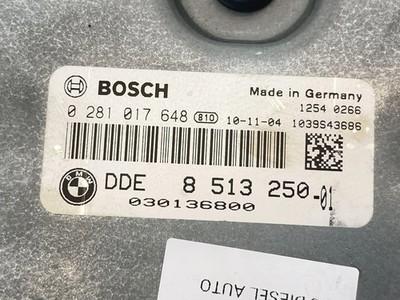 BOSCH
Made in Germany
1254 0266
0 281 017 648 810 10-11-04 1039S43686
BMW
DDE 8 513 250-01
030136800
DIESEL AUTO